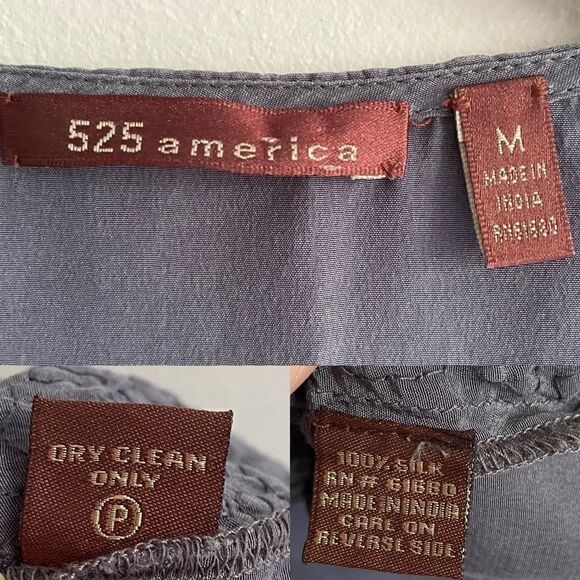 525 america
M
MADE IN
INDIA
RN61680
DRY CLEAN
ONLY
P
100% SILK
RN# 61680
MADE IN INDIA
CARE ON
REVERSE SIDE